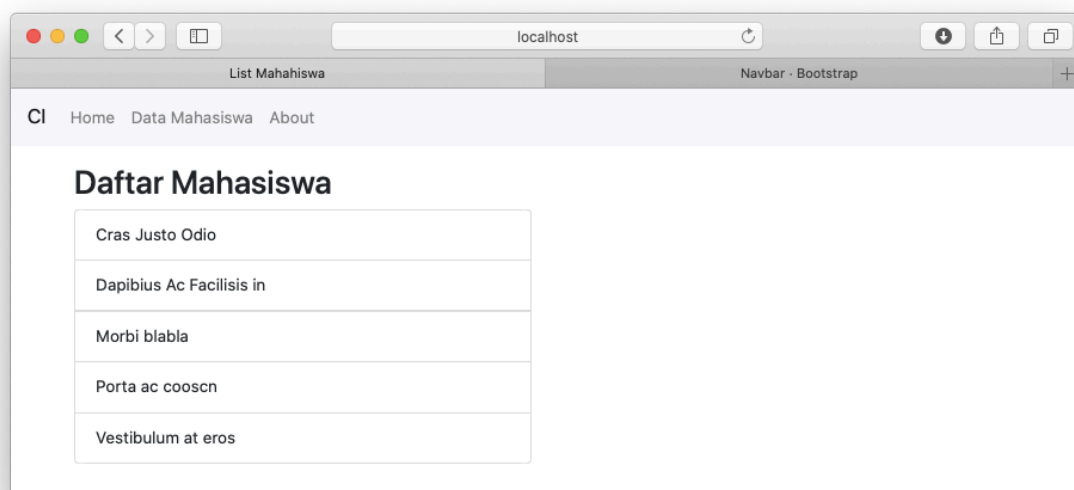 localhost
List Mahahiswa
Navbar · Bootstrap
CI Home Data Mahasiswa About
Daftar Mahasiswa
Cras Justo Odio
Dapibius Ac Facilisis in
Morbi blabla
Porta ac cooscn
Vestibulum at eros